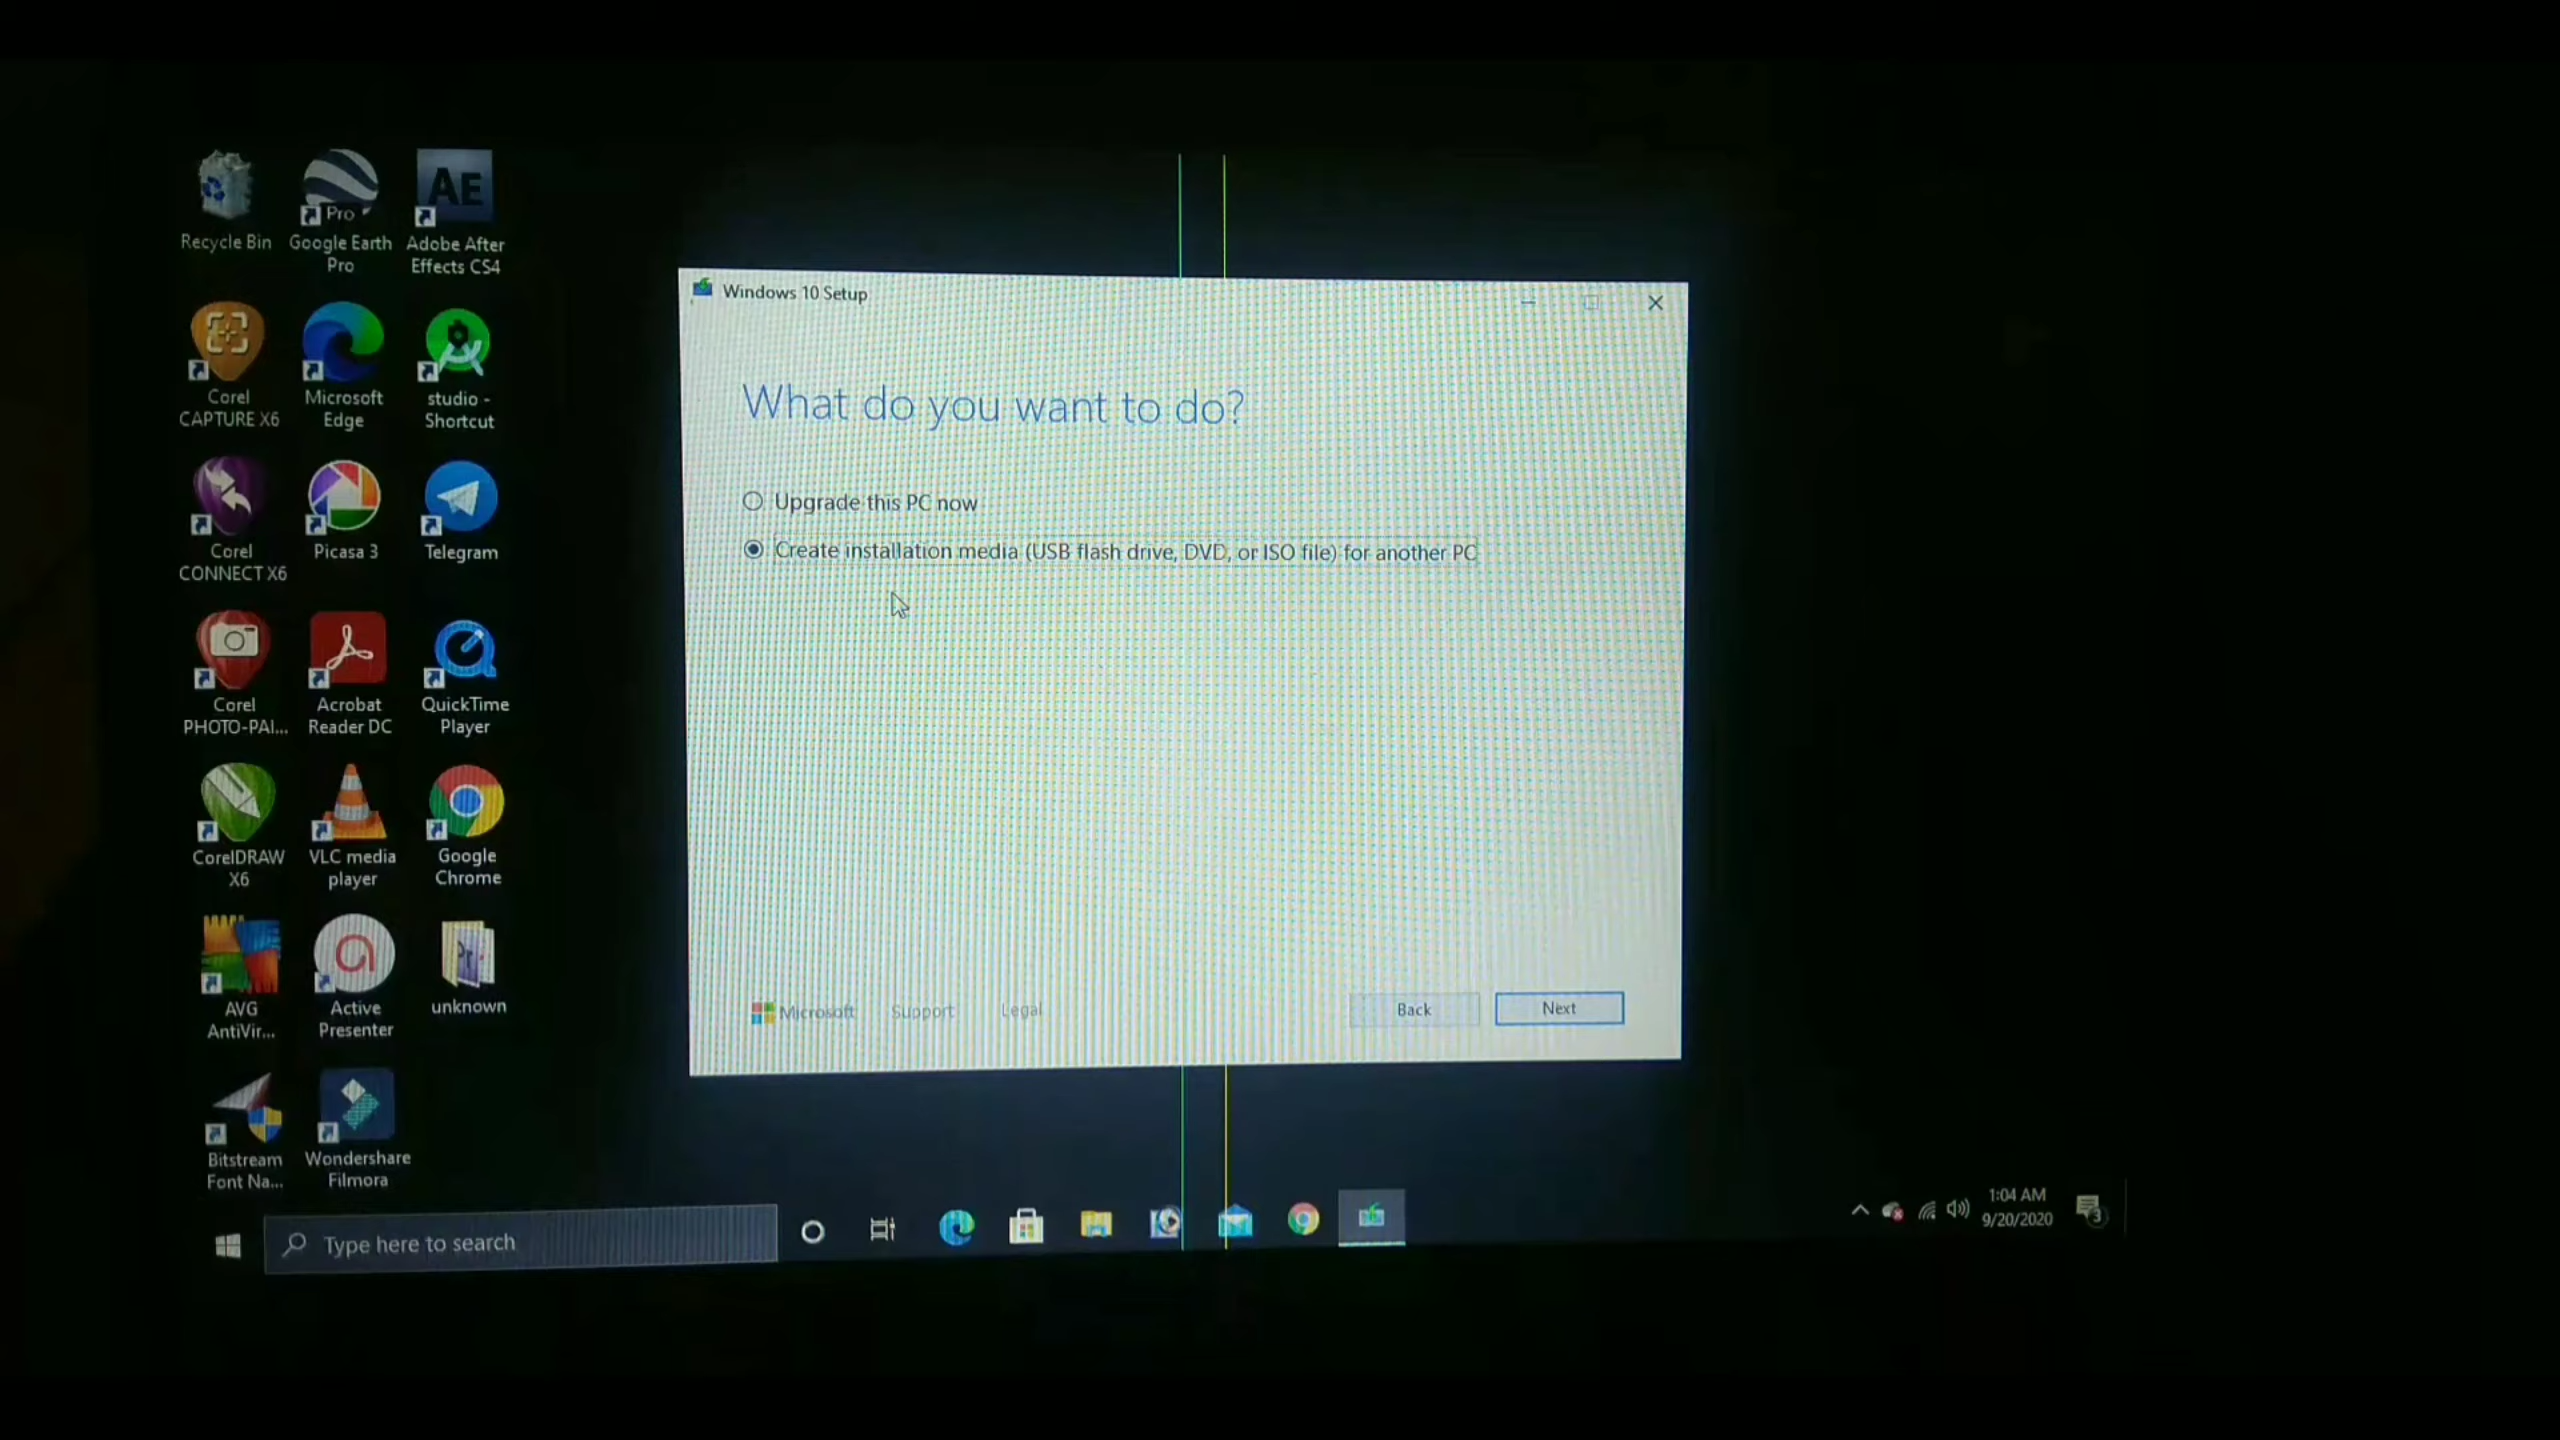 Recycle Bin
Pro
Google Earth
Pro
AE
Adobe After
Effects CS4
Corel
CAPTURE X6
Microsoft
Edge
studio -
Shortcut
Corel
CONNECT X6
Picasa 3
Telegram
Corel
PHOTO-PAI...
Acrobat
Reader DC
QuickTime
Player
CorelDRAW
X6
VLC media
player
Google
Chrome
AVG
AntiVir...
Active
Presenter
unknown
Bitstream
Font Na...
Wondershare
Filmora
Windows 10 Setup
What do you want to do?
Upgrade this PC now
Create installation media (USB flash drive, DVD, or ISO file) for another PC
Microsoft
Support
Legal
Back
Next
Type here to search
1:04 AM
9/20/2020
3